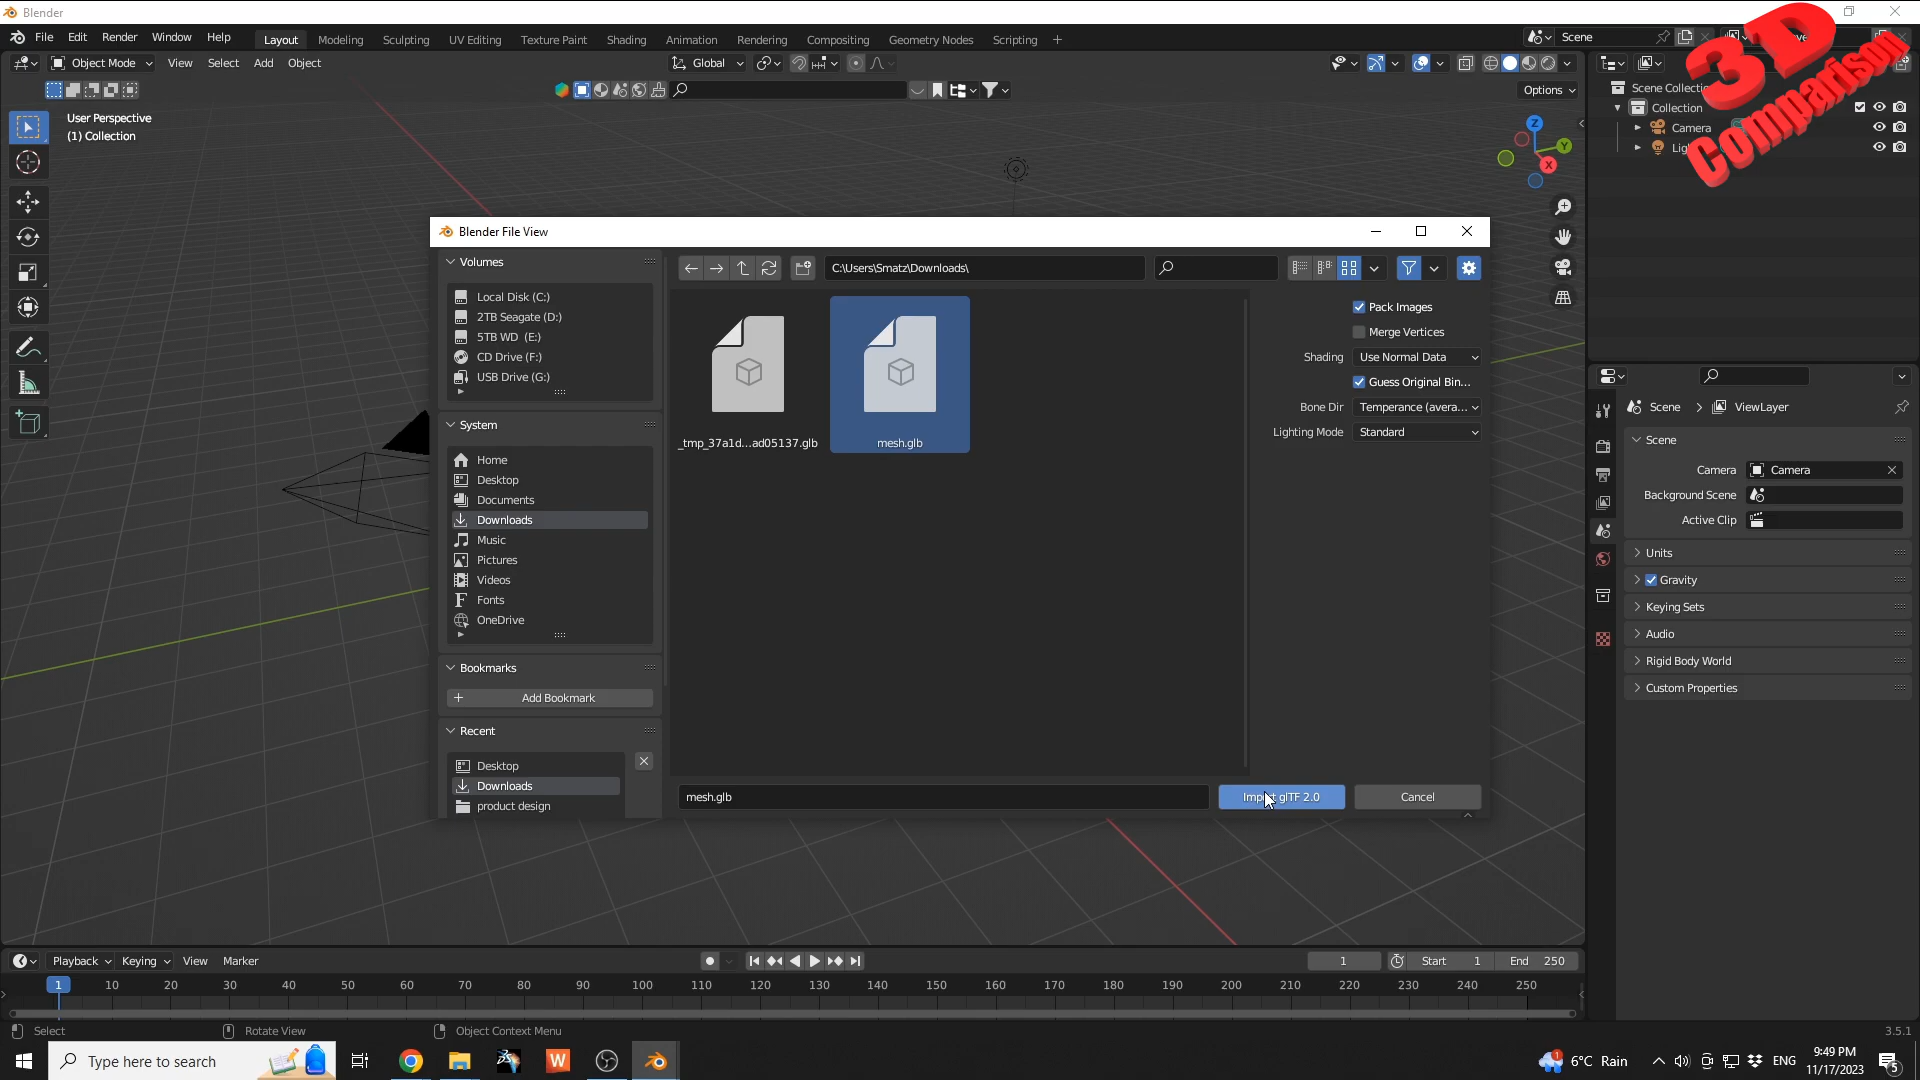 Blender
File Edit Render Window Help Layout Modeling Sculpting UV Editing Texture Paint Shading Animation Rendering Compositing Geometry Nodes Scripting + Scene
3D Comparison
Object Mode View Select Add Object Global
Options
User Perspective
(1) Collection
Z
Y
X
Scene Collection
Collection
Camera
Blender File View
Volumes
Local Disk (C:)
2TB Seagate (D:)
5TB WD (E:)
CD Drive (F:)
USB Drive (G:)
System
Home
Desktop
Documents
Downloads
Music
Pictures
Videos
Fonts
OneDrive
Bookmarks
Add Bookmark
Recent
Desktop
Downloads
product design
C:\Users\Smatz\Downloads\
_tmp_37a1d...ad05137.glb
mesh.glb
Pack Images
Merge Vertices
Shading Use Normal Data
Guess Original Bin...
Bone Dir Temperance (avera...
Lighting Mode Standard
mesh.glb
Import glTF 2.0
Cancel
Scene > ViewLayer
Scene
Camera Camera
Background Scene
Active Clip
Units
Gravity
Keying Sets
Audio
Rigid Body World
Custom Properties
Playback Keying View Marker
1 Start 1 End 250
1 10 20 30 40 50 60 70 80 90 100 110 120 130 140 150 160 170 180 190 200 210 220 230 240 250
Select Rotate View Object Context Menu
3.5.1
Type here to search
W
1
6°C Rain
ENG
9:49 PM
11/17/2023
5